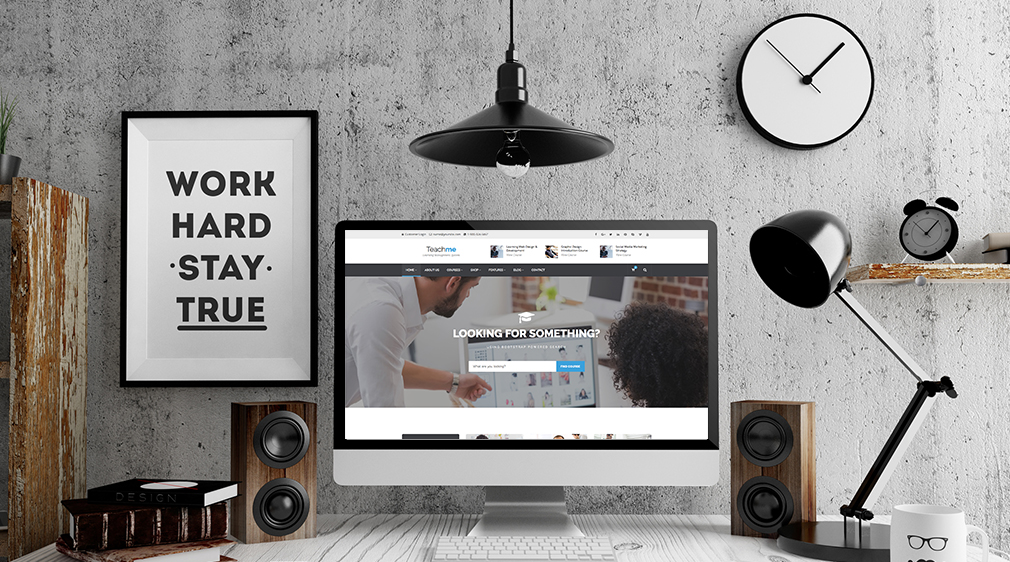 WORK
HARD
·STAY·
TRUE
DESIGN
Teachme
Learning Web Design &
Development
Graphic Design
Introduction Course
Social Media Marketing
Strategy
HOME
ABOUT US
COURSES
SHOP
FEATURES
BLOG
CONTACT
LOOKING FOR SOMETHING?
What are you looking?
FIND COURSE